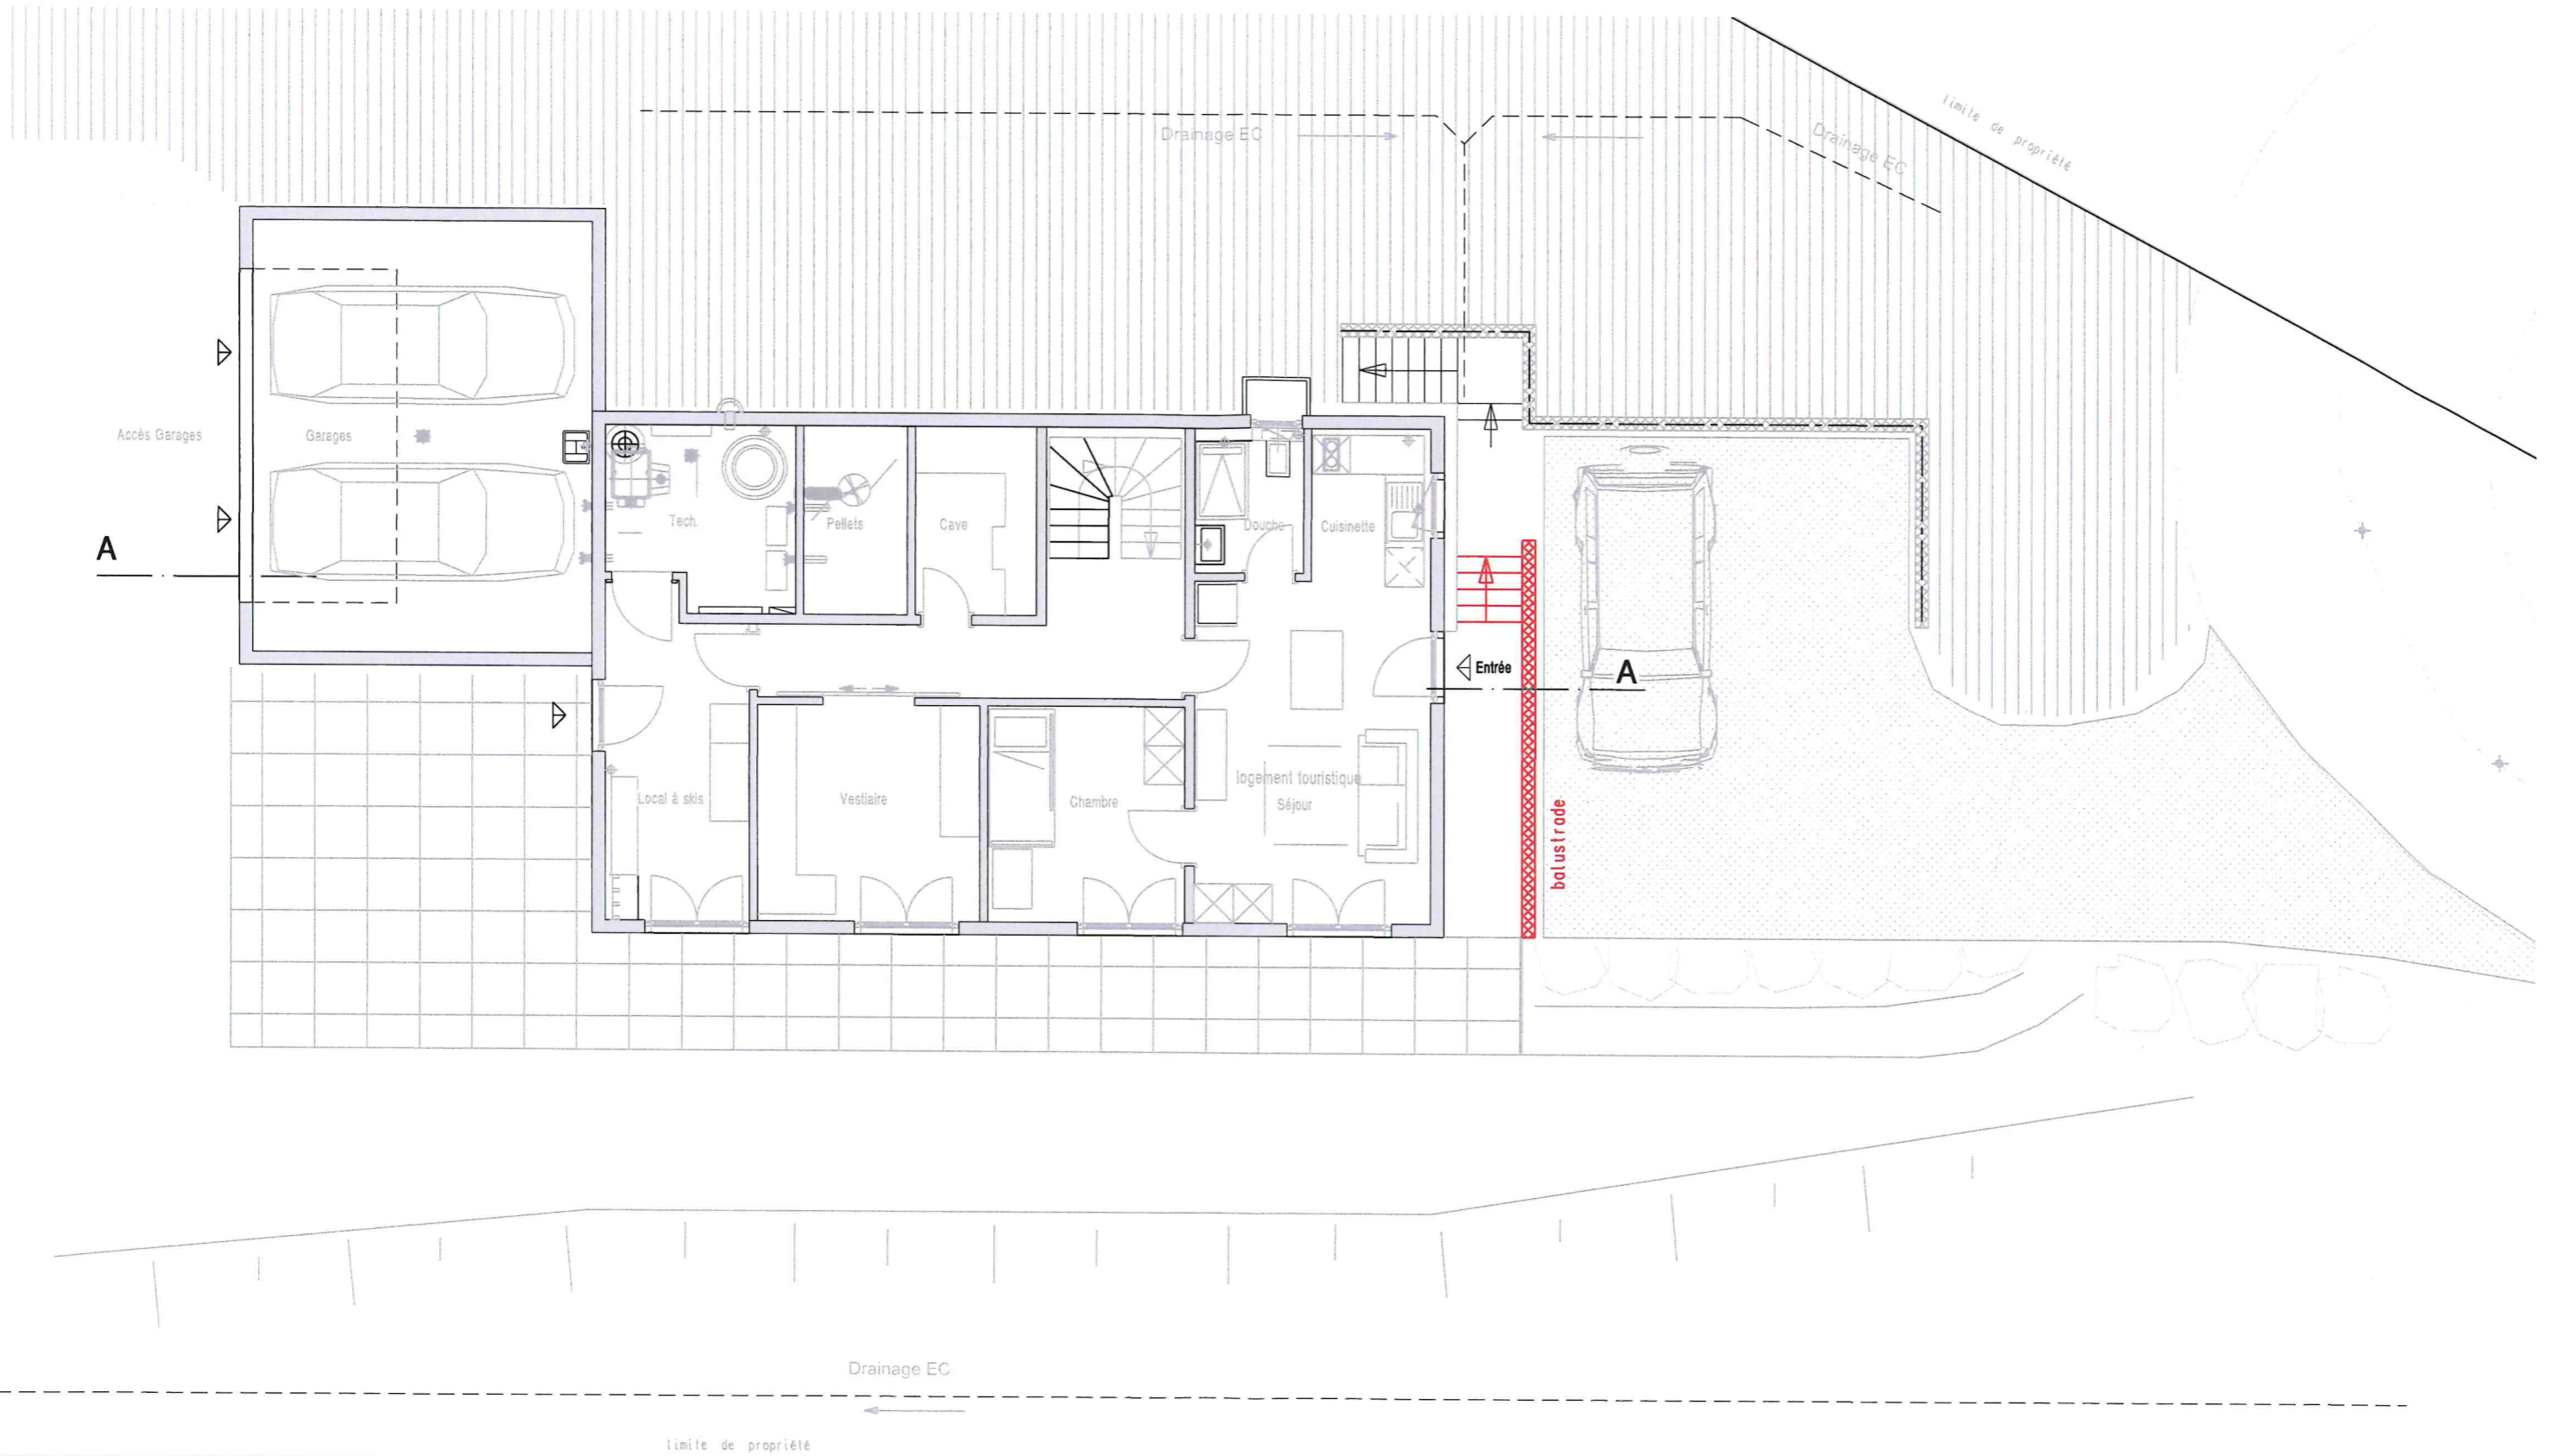 limite de propriété
Drainage EC
Drainage EC
Accès Garages
Garages
Tech.
Pellets
Cave
Douche
Cuisinette
A
Entrée
A
Local à skis
Vestiaire
Chambre
logement touristique
Séjour
balustrade
Drainage EC
limite de propriété